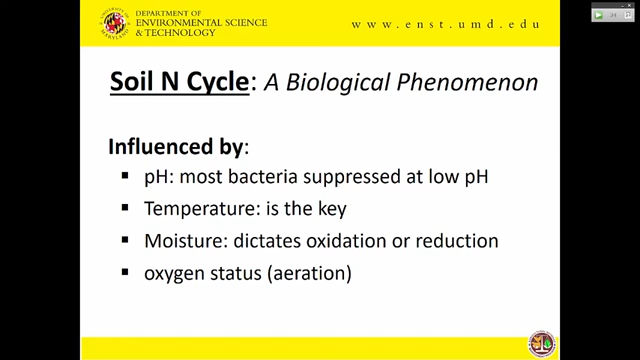 DEPARTMENT OF
ENVIRONMENTAL SCIENCE
& TECHNOLOGY
www.enst.umd.edu
Soil N Cycle: A Biological Phenomenon
Influenced by:
▪ pH: most bacteria suppressed at low pH
▪ Temperature: is the key
▪ Moisture: dictates oxidation or reduction
▪ oxygen status (aeration)